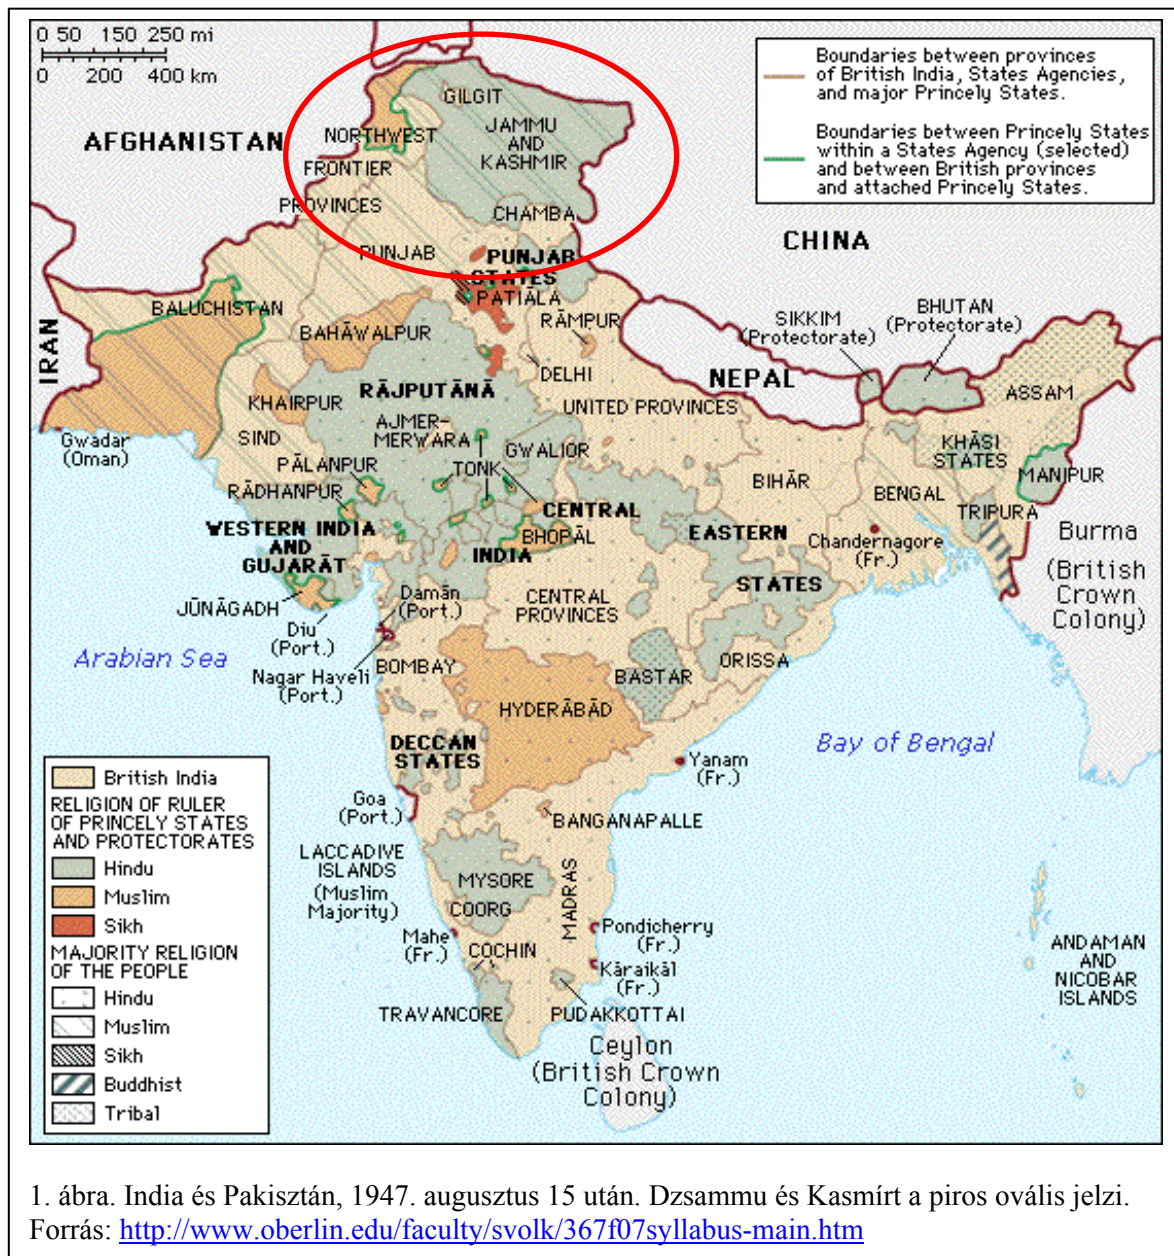 0 50 150 250 mi
0 200 400 km
Boundaries between provinces
of British India, States Agencies,
and major Princely States.
Boundaries between Princely States
within a States Agency (selected)
and between British provinces
and attached Princely States.
AFGHANISTAN
GILGIT
NORTHWEST
JAMMU
AND
KASHMIR
FRONTIER
PROVINCES
CHAMBA
CHINA
PUNJAB
PUNJAB
STATES
PATIĀLA
BALUCHISTAN
BAHĀWALPUR
RĀMPUR
SIKKIM
(Protectorate)
BHUTAN
(Protectorate)
IRAN
DELHI
NEPAL
RĀJPUTĀNĀ
ASSAM
KHAIRPUR
UNITED PROVINCES
AJMER-
MERWARA
Gwadar
(Oman)
SIND
GWALIOR
KHĀSI
STATES
PĀLANPUR
TONK
BIHĀR
MANIPUR
RĀDHANPUR
BENGAL
CENTRAL
TRIPURA
WESTERN INDIA
AND
GUJARĀT
BHOPĀL
EASTERN
INDIA
Chandernagore
(Fr.)
Burma
(British
Crown
Colony)
STATES
JŪNĀGADH
Damān
(Port.)
CENTRAL
PROVINCES
Diu
(Port.)
Arabian Sea
BOMBAY
ORISSA
Nagar Haveli
(Port.)
BASTAR
HYDERĀBĀD
DECCAN
STATES
Bay of Bengal
Yanam
(Fr.)
British India
RELIGION OF RULER
OF PRINCELY STATES
AND PROTECTORATES
Hindu
Muslim
Sikh
MAJORITY RELIGION
OF THE PEOPLE
Hindu
Muslim
Sikh
Buddhist
Tribal
Goa
(Port.)
BANGANAPALLE
LACCADIVE
ISLANDS
(Muslim
Majority)
MYSORE
MADRAS
COORG
Mahe
(Fr.)
COCHIN
Pondicherry
(Fr.)
Kāraikāl
(Fr.)
ANDAMAN
AND
NICOBAR
ISLANDS
TRAVANCORE
PUDAKKOTTAI
Ceylon
(British Crown
Colony)
1. ábra. India és Pakisztán, 1947. augusztus 15 után. Dzsammu és Kasmírt a piros ovális jelzi.
Forrás: http://www.oberlin.edu/faculty/svolk/367f07syllabus-main.htm